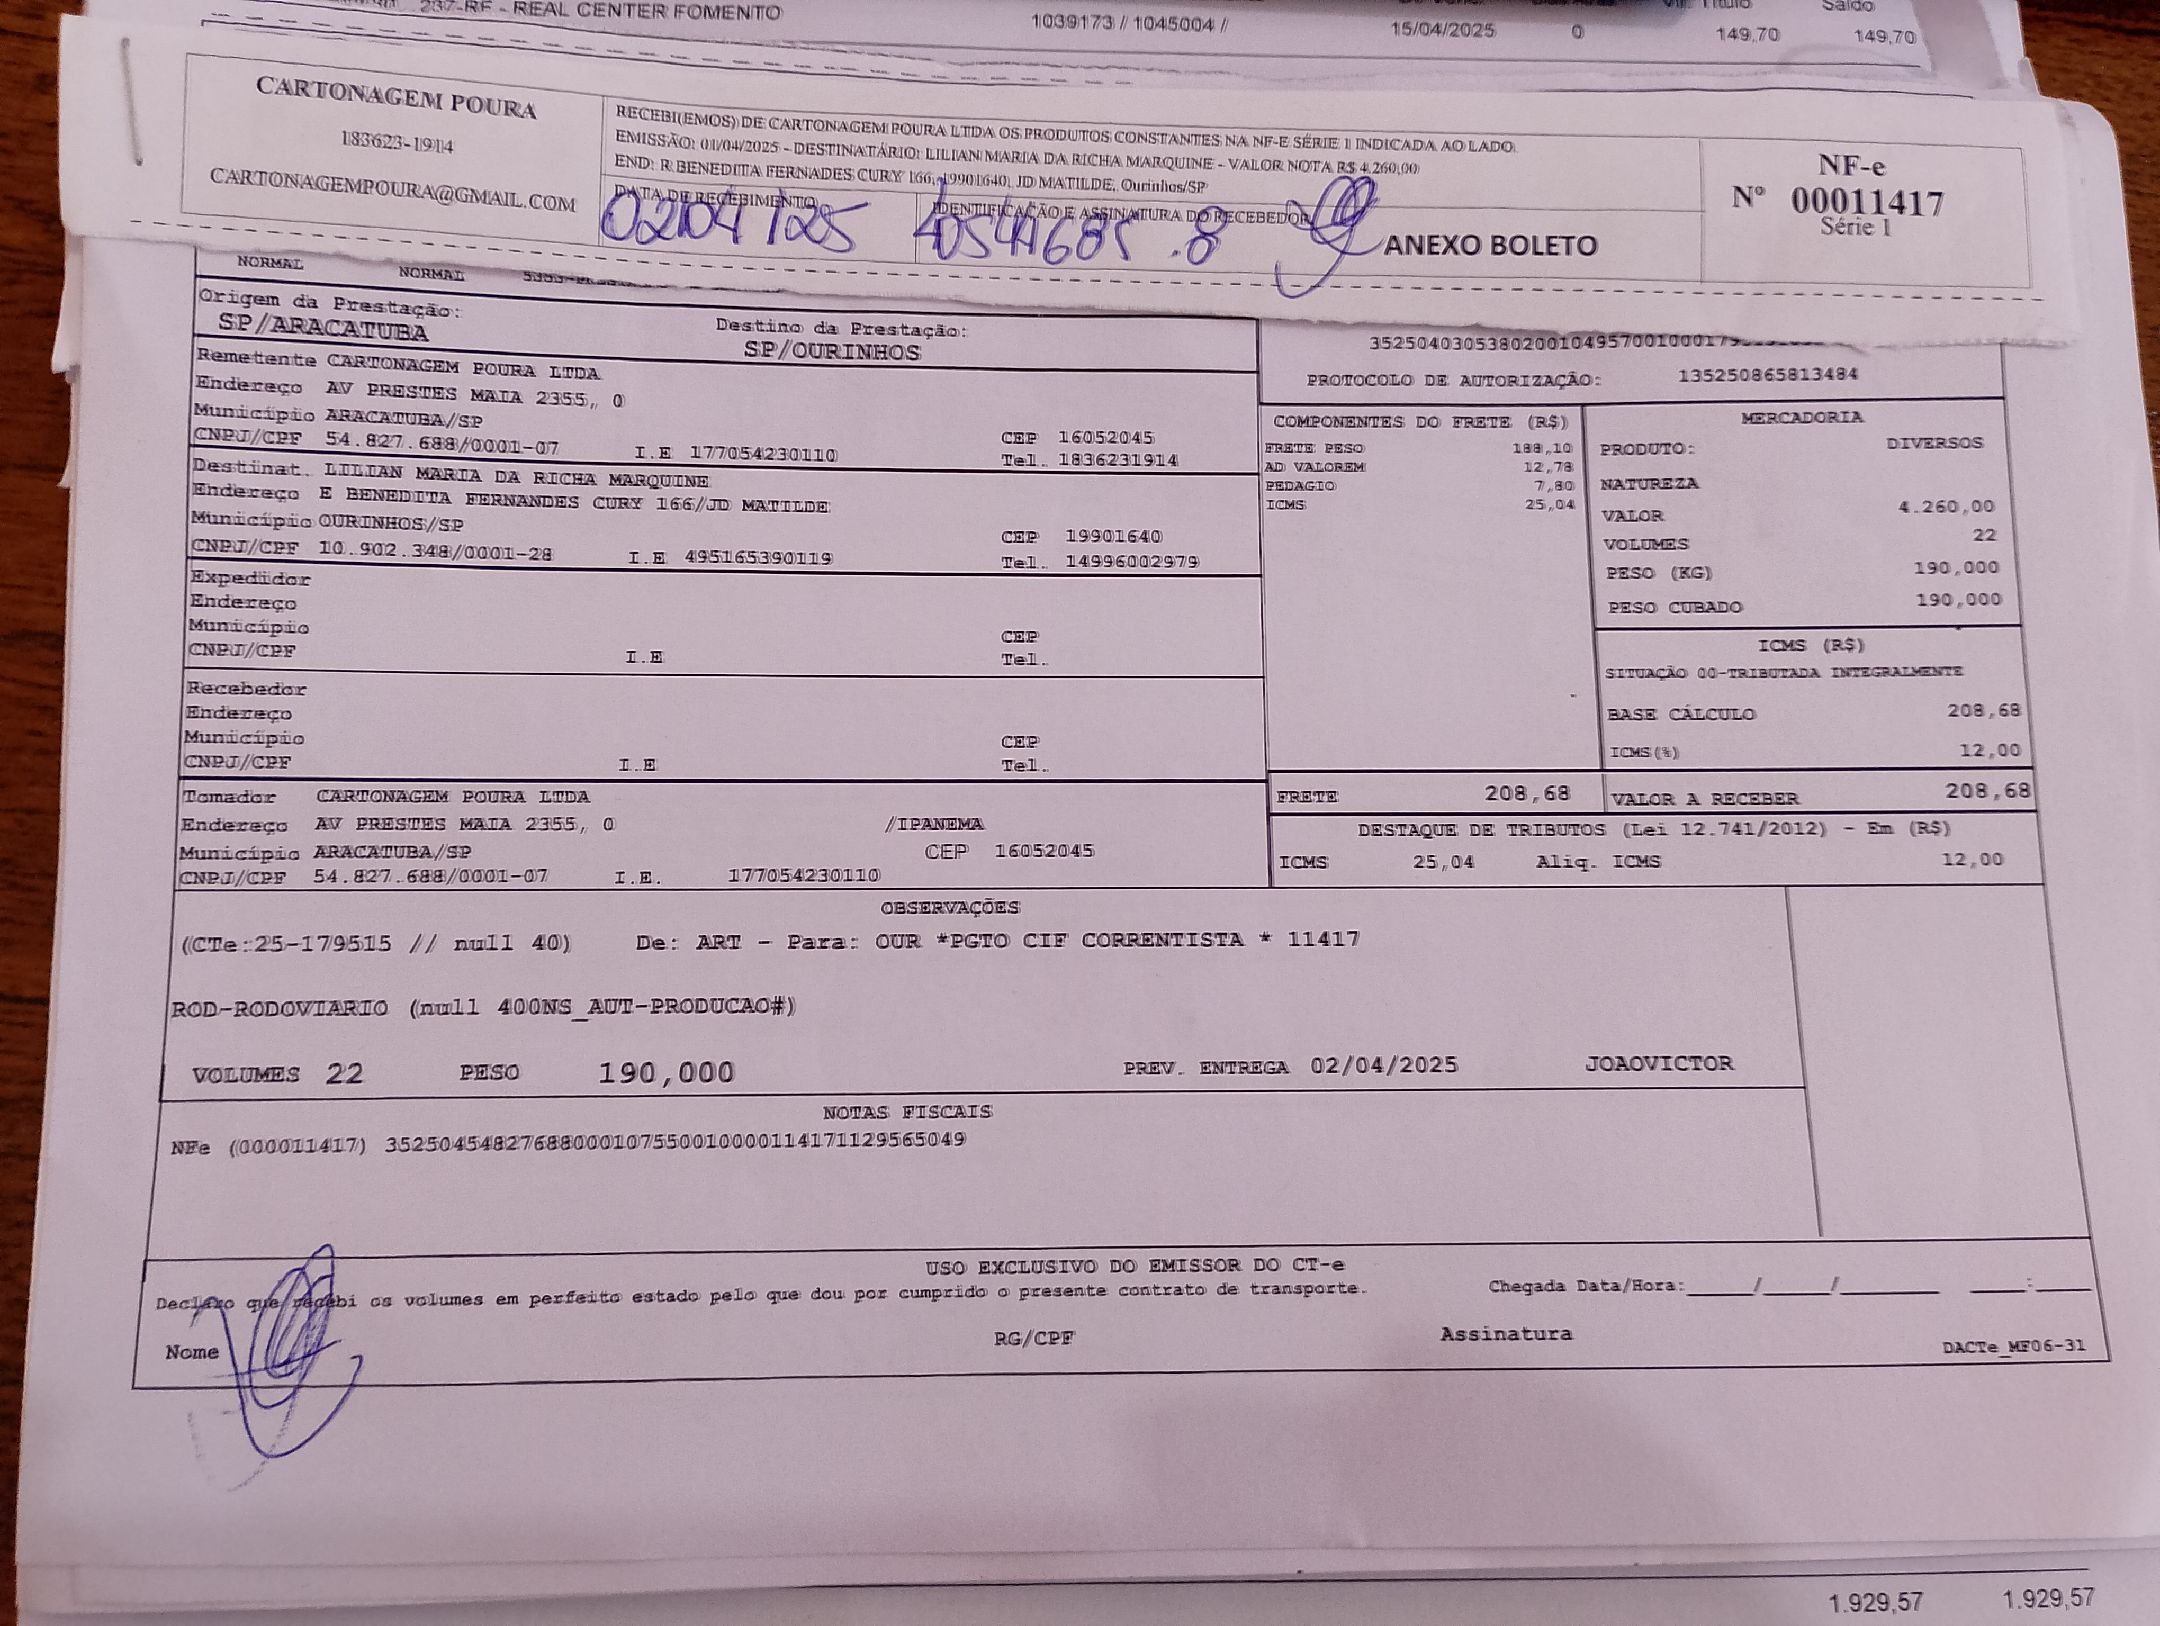 237-RF - REAL CENTER FOMENTO
1039173 // 1045004 //
15/04/2025 0 149,70 149,70
Vlr. Título Saldo
CARTONAGEM POURA
183623-1914
CARTONAGEMPOURA@GMAIL.COM
RECEBI(EMOS) DE CARTONAGEM POURA LTDA OS PRODUTOS CONSTANTES NA NF-E SÉRIE 1 INDICADA AO LADO.
EMISSÃO: 01/04/2025 - DESTINATÁRIO: LILIAN MARIA DA RICHA MARQUINE - VALOR NOTA R$ 4.260,00
END: R BENEDITA FERNADES CURY 166, 19901640, JD MATILDE, Ourinhos/SP
DATA DE RECEBIMENTO
IDENTIFICAÇÃO E ASSINATURA DO RECEBEDOR
02/04/25
ANEXO BOLETO
NF-e
Nº 00011417
Série 1
NORMAL NORMAL
Origem da Prestação:
SP/ARACATUBA
Destino da Prestação:
SP/OURINHOS
PROTOCOLO DE AUTORIZAÇÃO: 135250865813484
Remetente CARTONAGEM POURA LTDA
Endereço AV PRESTES MAIA 2355, 0
Município ARACATUBA/SP
CEP 16052045
CNPJ/CPF 54.827.688/0001-07 I.E 177054230110
Tel. 1836231914
Destinat. LILIAN MARIA DA RICHA MARQUINE
Endereço E BENEDITA FERNANDES CURY 166/JD MATILDE
Município OURINHOS/SP
CEP 19901640
CNPJ/CPF 10.902.348/0001-28 I.E 495165390119
Tel. 14996002979
Expedidor
Endereço
Município
CEP
CNPJ/CPF I.E
Tel.
Recebedor
Endereço
Município
CEP
CNPJ/CPF I.E
Tel.
Tomador CARTONAGEM POURA LTDA
Endereço AV PRESTES MAIA 2355, 0 /IPANEMA
Município ARACATUBA/SP CEP 16052045
CNPJ/CPF 54.827.688/0001-07 I.E. 177054230110
COMPONENTES DO FRETE (R$)
FRETE PESO 188,10
AD VALOREM 12,78
PEDAGIO 7,80
ICMS 25,04
MERCADORIA
PRODUTO: DIVERSOS
NATUREZA
VALOR 4.260,00
VOLUMES 22
PESO (KG) 190,000
PESO CUBADO 190,000
ICMS (R$)
SITUAÇÃO 00-TRIBUTADA INTEGRALMENTE
BASE CÁLCULO 208,68
ICMS(%) 12,00
FRETE 208,68
VALOR A RECEBER 208,68
DESTAQUE DE TRIBUTOS (Lei 12.741/2012) - Em (R$)
ICMS 25,04 Aliq. ICMS 12,00
OBSERVAÇÕES
(CTe:25-179515 // null 40) De: ART - Para: OUR *PGTO CIF CORRENTISTA * 11417
ROD-RODOVIARIO (null 400NS_AUT-PRODUCAO#)
VOLUMES 22 PESO 190,000 PREV. ENTREGA 02/04/2025 JOAOVICTOR
NOTAS FISCAIS
NFe (000011417) 35250454827688000107550010000114171129565049
USO EXCLUSIVO DO EMISSOR DO CT-e
Declaro que recebi os volumes em perfeito estado pelo que dou por cumprido o presente contrato de transporte.
Chegada Data/Hora:_____/_____/_______ ____:____
Nome RG/CPF Assinatura
DACTe_MF06-31
1.929,57 1.929,57